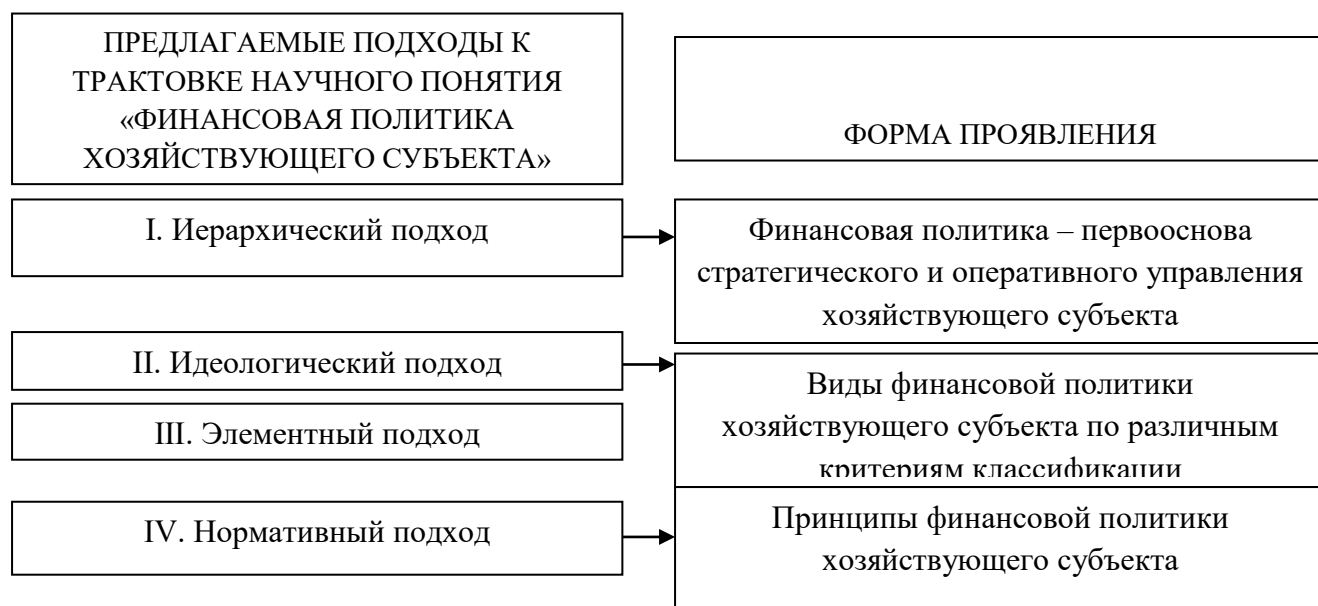 ПРЕДЛАГАЕМЫЕ ПОДХОДЫ К
ТРАКТОВКЕ НАУЧНОГО ПОНЯТИЯ
«ФИНАНСОВАЯ ПОЛИТИКА
ХОЗЯЙСТВУЮЩЕГО СУБЪЕКТА»
ФОРМА ПРОЯВЛЕНИЯ
I. Иерархический подход
Финансовая политика – первооснова
стратегического и оперативного управления
хозяйствующего субъекта
II. Идеологический подход
III. Элементный подход
Виды финансовой политики
хозяйствующего субъекта по различным
критериям классификации
IV. Нормативный подход
Принципы финансовой политики
хозяйствующего субъекта